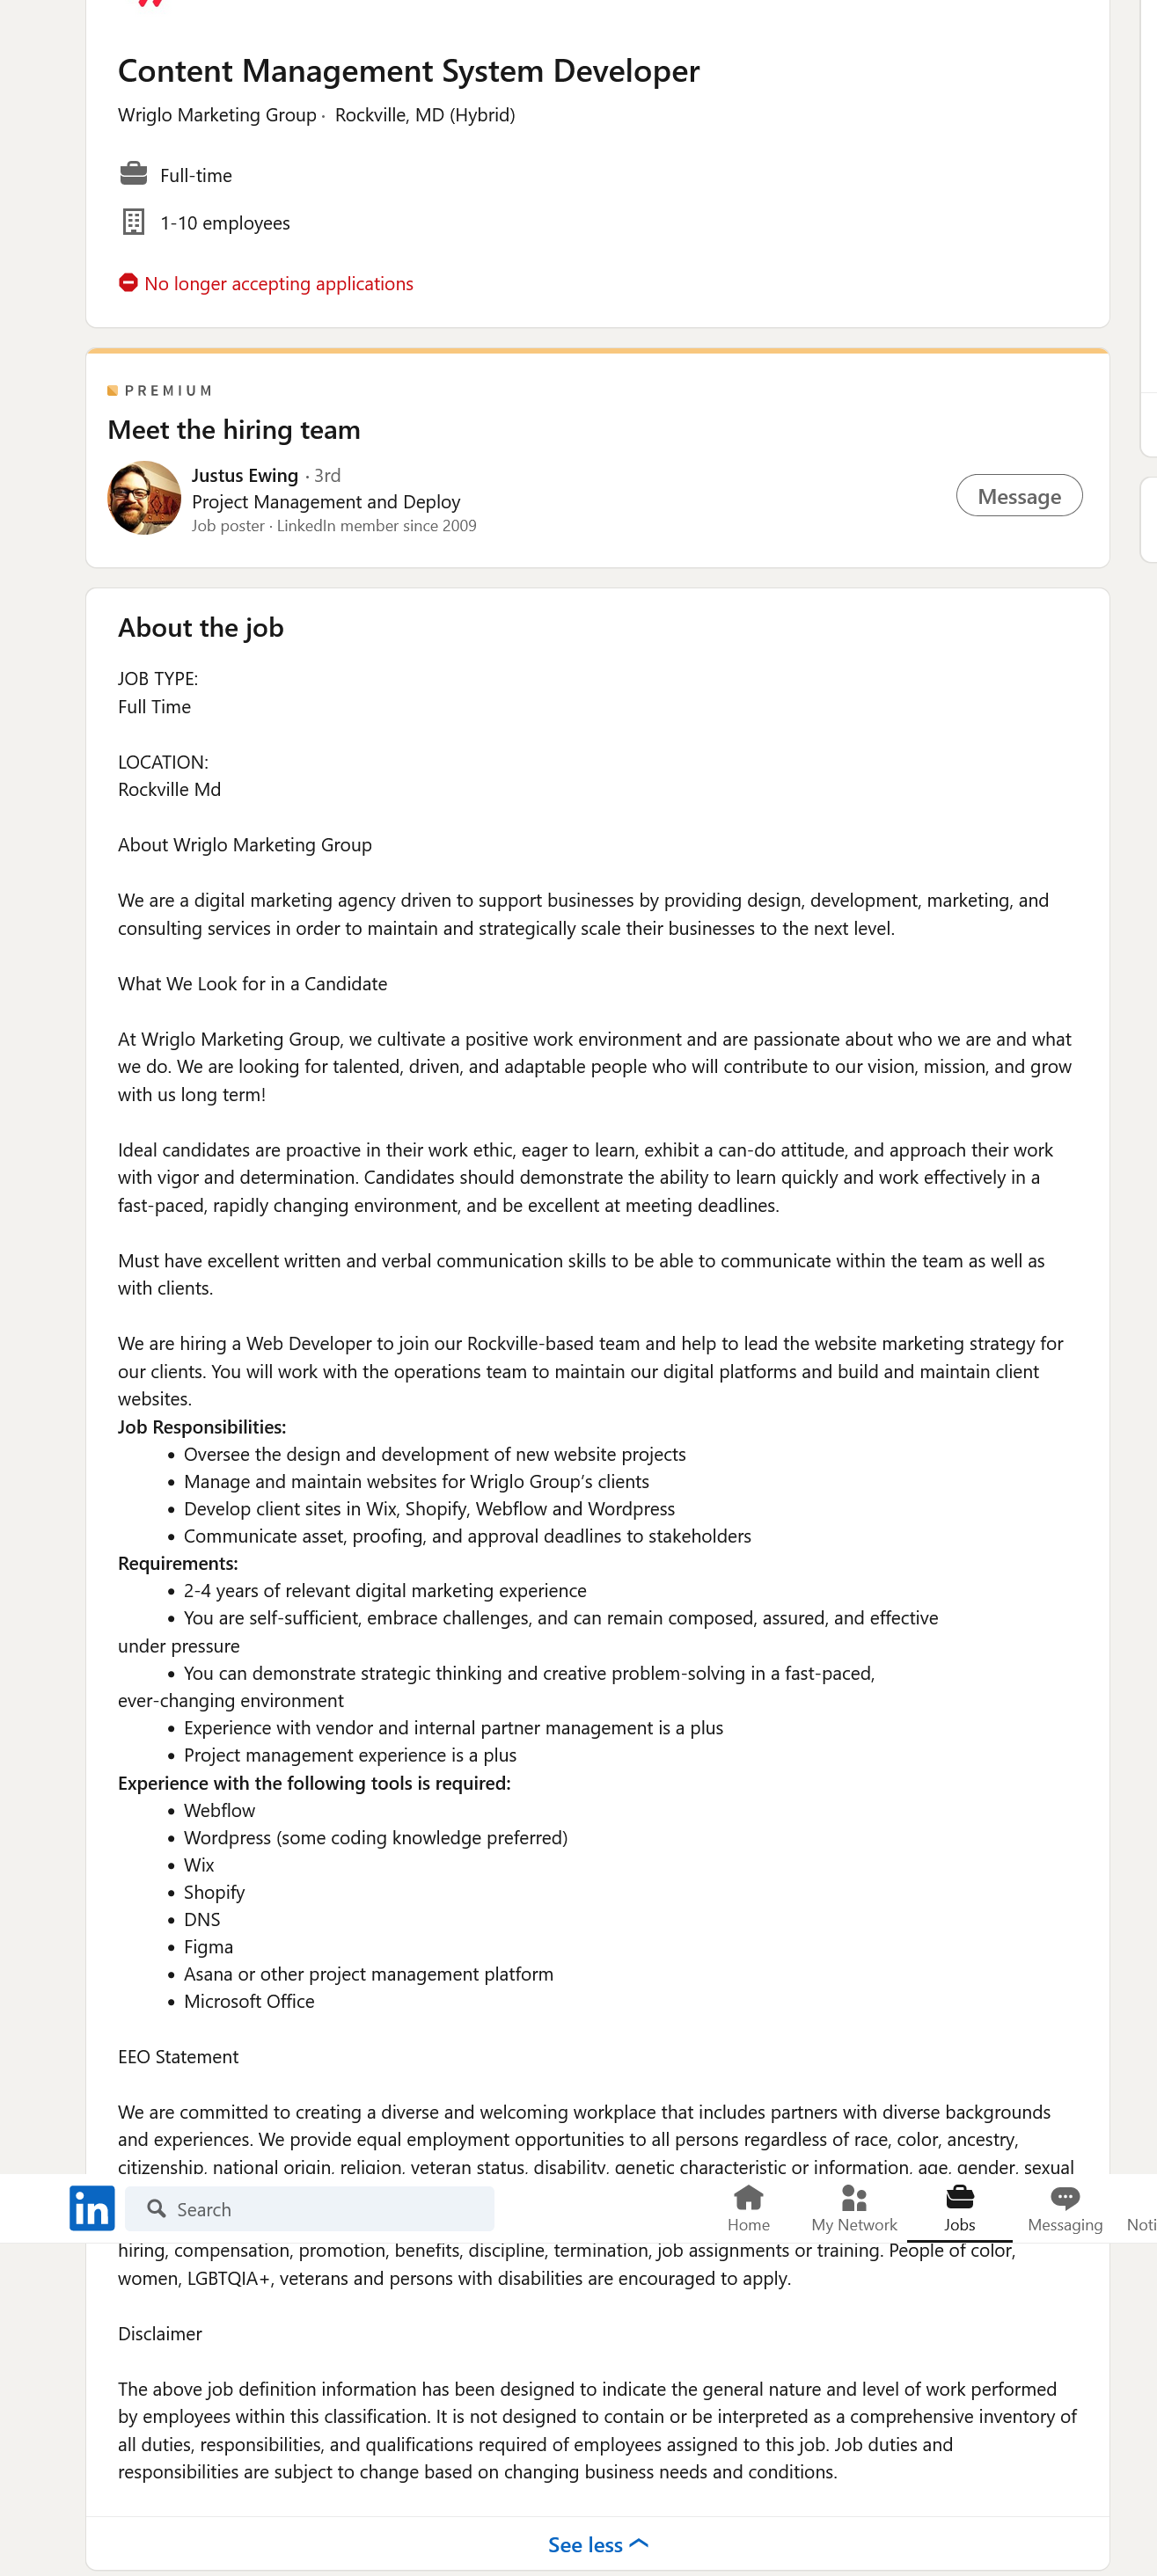 Content Management System Developer
Wriglo Marketing Group · Rockville, MD (Hybrid)
Full-time
1-10 employees
No longer accepting applications
PREMIUM
Meet the hiring team
Justus Ewing · 3rd
Project Management and Deploy
Job poster · LinkedIn member since 2009
Message
About the job
JOB TYPE:
Full Time
LOCATION:
Rockville Md
About Wriglo Marketing Group
We are a digital marketing agency driven to support businesses by providing design, development, marketing, and
consulting services in order to maintain and strategically scale their businesses to the next level.
What We Look for in a Candidate
At Wriglo Marketing Group, we cultivate a positive work environment and are passionate about who we are and what
we do. We are looking for talented, driven, and adaptable people who will contribute to our vision, mission, and grow
with us long term!
Ideal candidates are proactive in their work ethic, eager to learn, exhibit a can-do attitude, and approach their work
with vigor and determination. Candidates should demonstrate the ability to learn quickly and work effectively in a
fast-paced, rapidly changing environment, and be excellent at meeting deadlines.
Must have excellent written and verbal communication skills to be able to communicate within the team as well as
with clients.
We are hiring a Web Developer to join our Rockville-based team and help to lead the website marketing strategy for
our clients. You will work with the operations team to maintain our digital platforms and build and maintain client
websites.
Job Responsibilities:
• Oversee the design and development of new website projects
• Manage and maintain websites for Wriglo Group's clients
• Develop client sites in Wix, Shopify, Webflow and Wordpress
• Communicate asset, proofing, and approval deadlines to stakeholders
Requirements:
• 2-4 years of relevant digital marketing experience
• You are self-sufficient, embrace challenges, and can remain composed, assured, and effective
under pressure
• You can demonstrate strategic thinking and creative problem-solving in a fast-paced,
ever-changing environment
• Experience with vendor and internal partner management is a plus
• Project management experience is a plus
Experience with the following tools is required:
• Webflow
• Wordpress (some coding knowledge preferred)
• Wix
• Shopify
• DNS
• Figma
• Asana or other project management platform
• Microsoft Office
EEO Statement
We are committed to creating a diverse and welcoming workplace that includes partners with diverse backgrounds
and experiences. We provide equal employment opportunities to all persons regardless of race, color, ancestry,
citizenship, national origin, religion, veteran status, disability, genetic characteristic or information, age, gender, sexual
in Search Home My Network Jobs Messaging Noti
hiring, compensation, promotion, benefits, discipline, termination, job assignments or training. People of color,
women, LGBTQIA+, veterans and persons with disabilities are encouraged to apply.
Disclaimer
The above job definition information has been designed to indicate the general nature and level of work performed
by employees within this classification. It is not designed to contain or be interpreted as a comprehensive inventory of
all duties, responsibilities, and qualifications required of employees assigned to this job. Job duties and
responsibilities are subject to change based on changing business needs and conditions.
See less